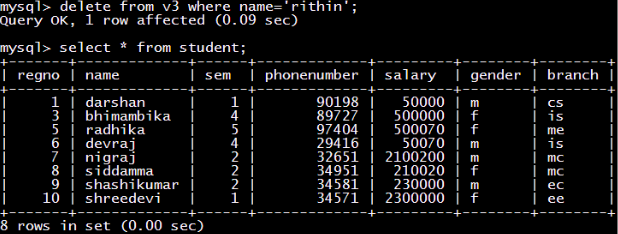 mysql> delete from v3 where name='rithin';
Query OK, 1 row affected (0.09 sec)
mysql> select * from student;
+-------+-------------+------+-------------+---------+--------+--------+
| regno | name | sem | phonenumber | salary | gender | branch |
+-------+-------------+------+-------------+---------+--------+--------+
| 1 | darshan | 1 | 90198 | 50000 | m | cs |
| 3 | bhimambika | 4 | 89727 | 500000 | f | is |
| 5 | radhika | 5 | 97404 | 500070 | f | me |
| 6 | devraj | 4 | 29416 | 50070 | m | is |
| 7 | nigraj | 2 | 32651 | 2100200 | m | mc |
| 8 | siddamma | 2 | 34951 | 210020 | f | mc |
| 9 | shashikumar | 2 | 34581 | 230000 | m | ec |
| 10 | shreedevi | 1 | 34571 | 2300000 | f | ee |
+-------+-------------+------+-------------+---------+--------+--------+
8 rows in set (0.00 sec)